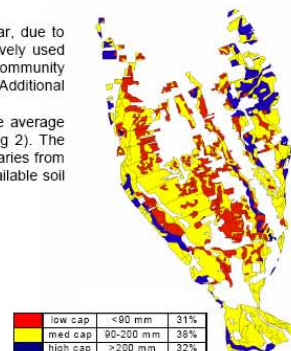 ar, due to
vely used
ommunity
Additional
e average
g 2). The
aries from
ailable soil
low cap <90 mm 31%
med cap 90-200 mm 38%
high cap >200 mm 32%